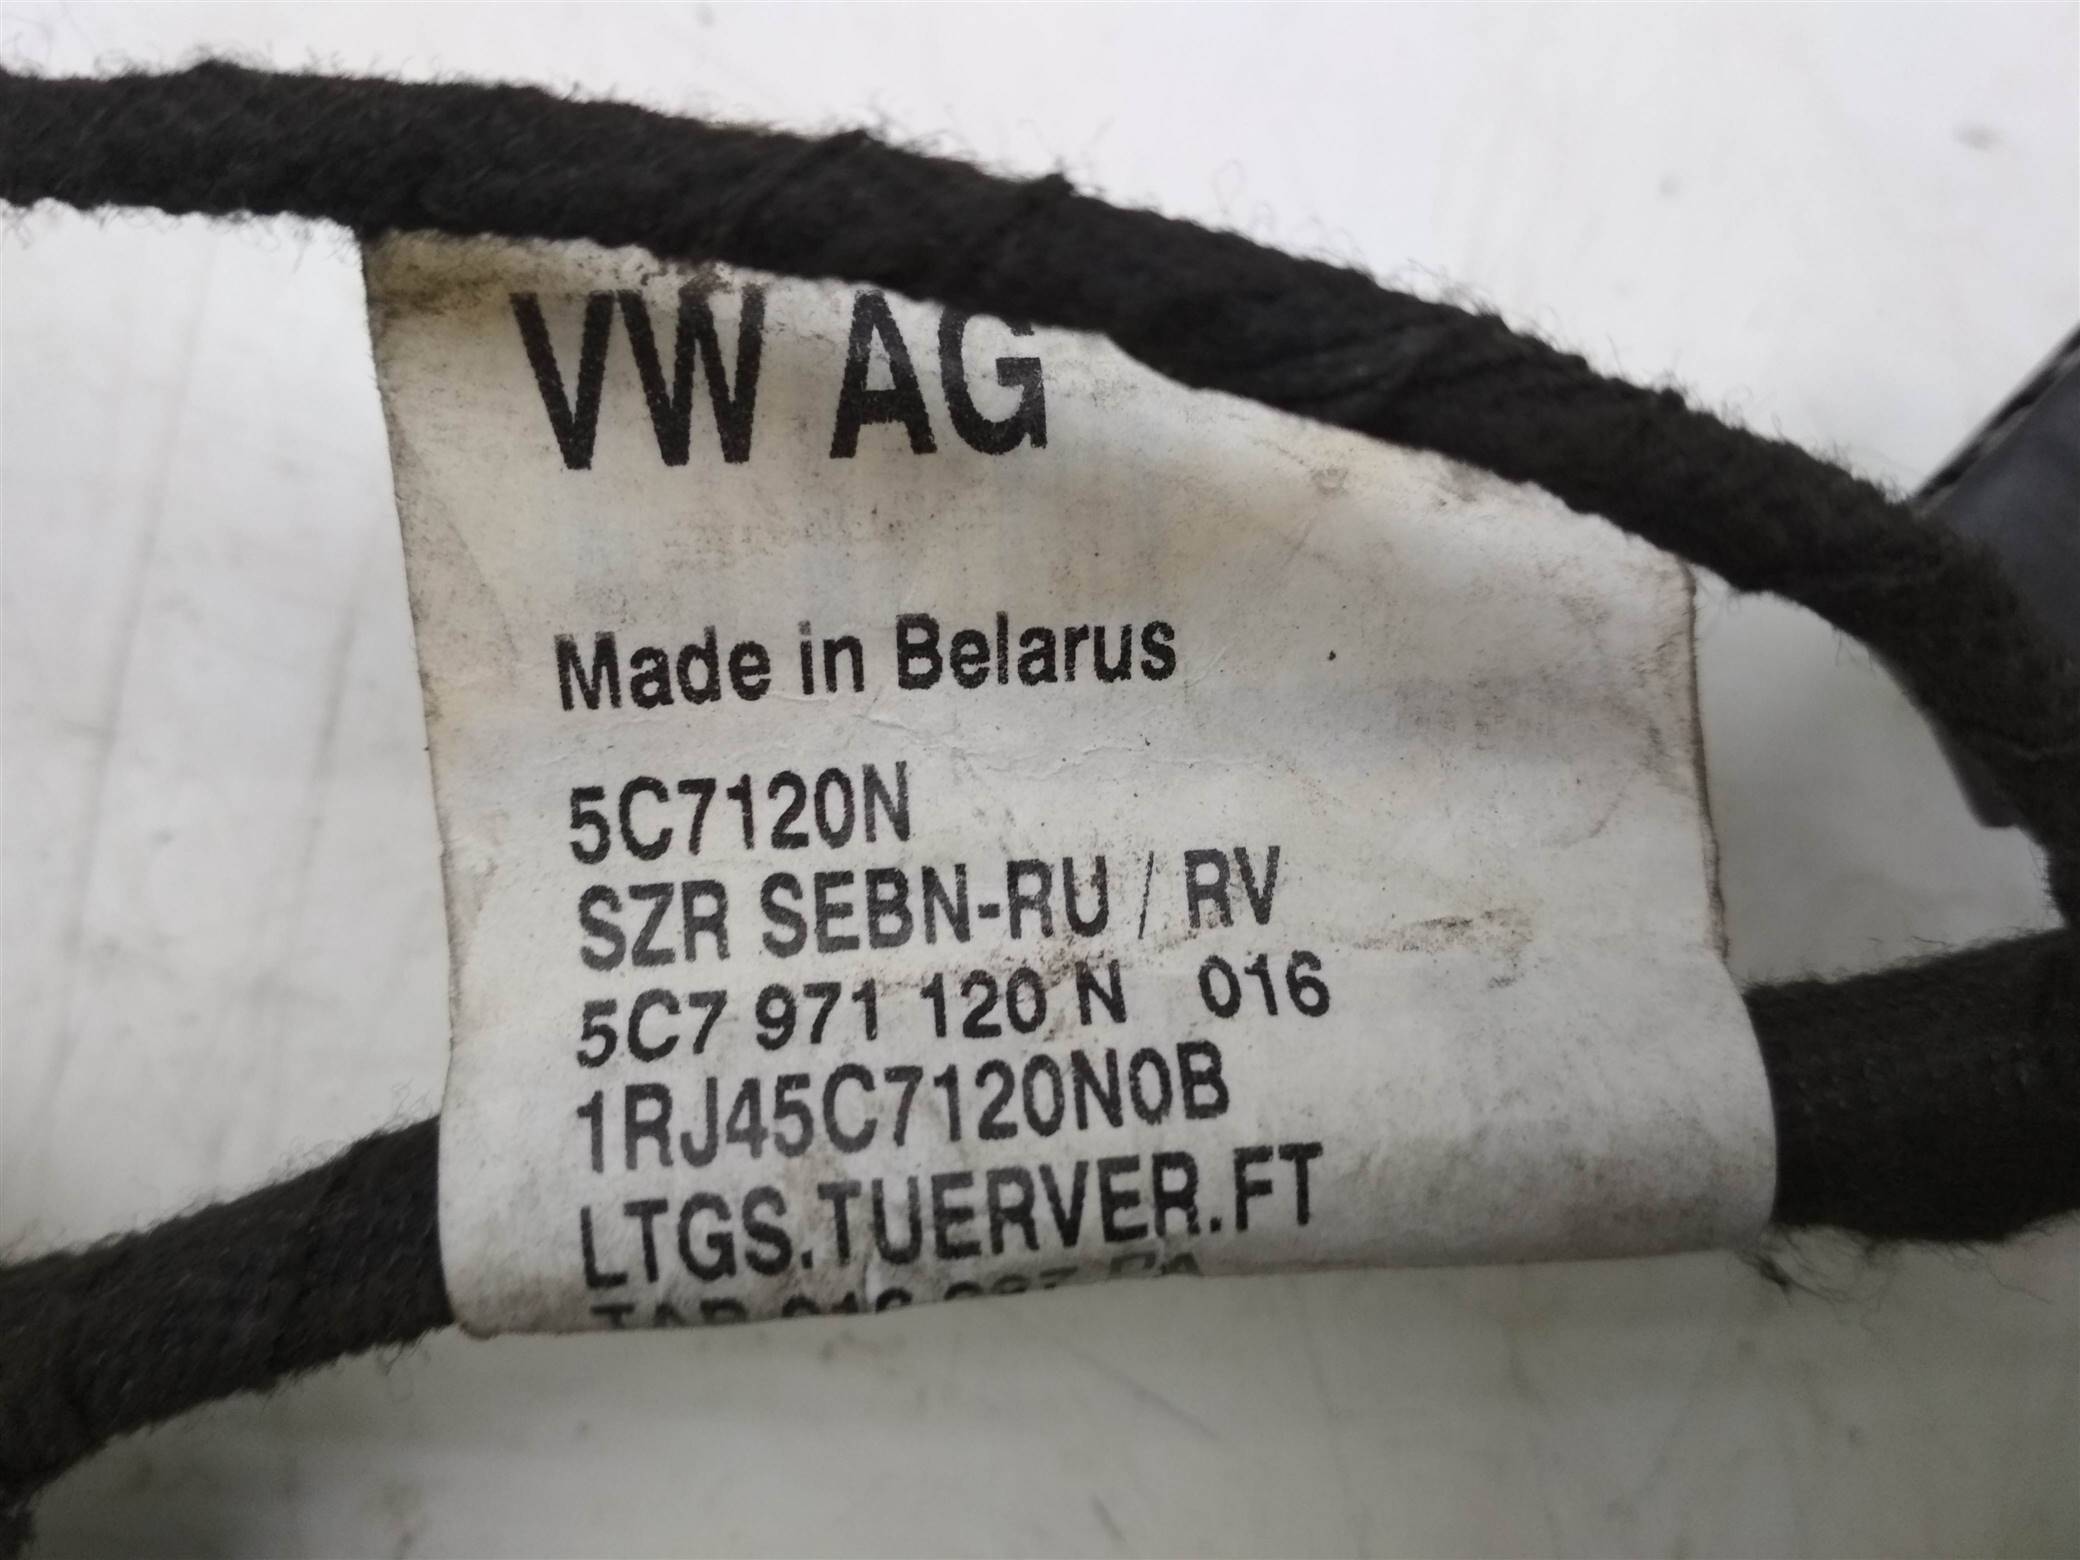 VW AG
Made in Belarus
5C7120N
SZR SEBN-RU / RV
5C7 971 120 N 016
1RJ45C7120N0B
LTGS.TUERVER.FT